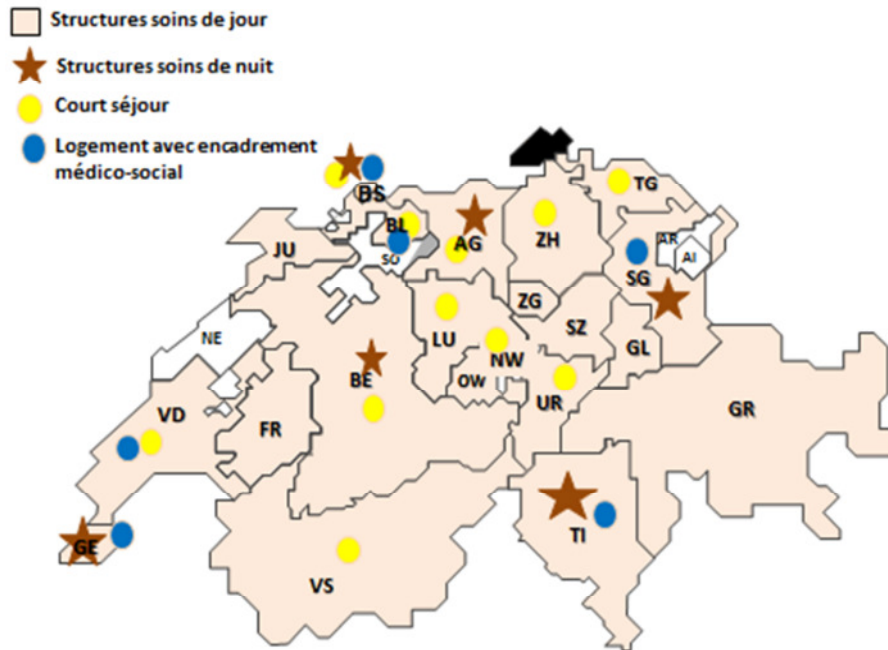 Structures soins de jour
Structures soins de nuit
Court séjour
Logement avec encadrement
médico-social
BS
TG
BL
AG
ZH
AR
JU
SO
SG
AI
ZG
NE
LU
SZ
NW
GL
BE
OW
UR
GR
VD
FR
TI
GE
VS